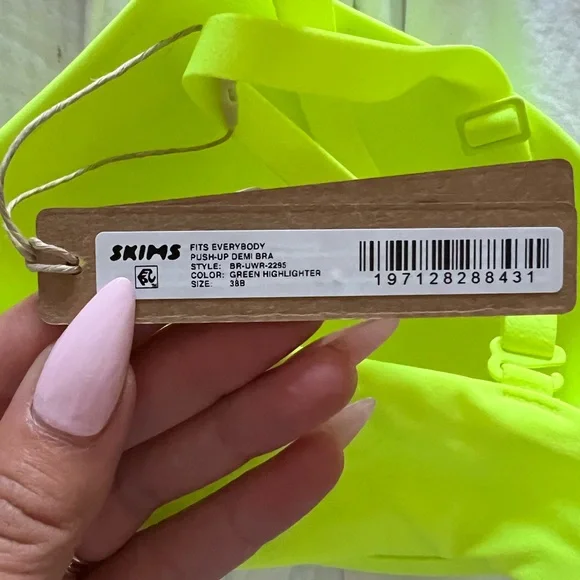 SKIMS
FITS EVERYBODY
PUSH-UP DEMI BRA
STYLE: BR-UWR-2285
COLOR: GREEN HIGHLIGHTER
SIZE: 38B
197128288431